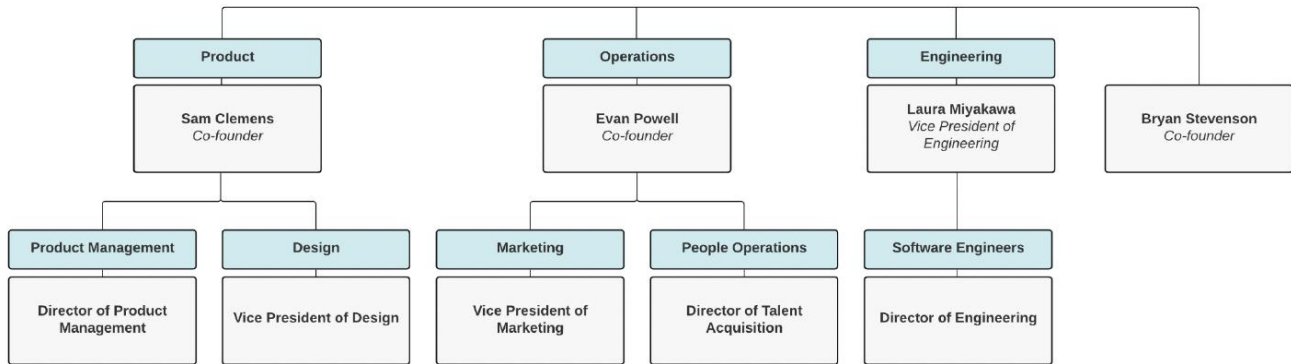 Product
Operations
Engineering
Sam Clemens
Co-founder
Evan Powell
Co-founder
Laura Miyakawa
Vice President of
Engineering
Bryan Stevenson
Co-founder
Product Management
Design
Marketing
People Operations
Software Engineers
Director of Product
Management
Vice President of Design
Vice President of
Marketing
Director of Talent
Acquisition
Director of Engineering